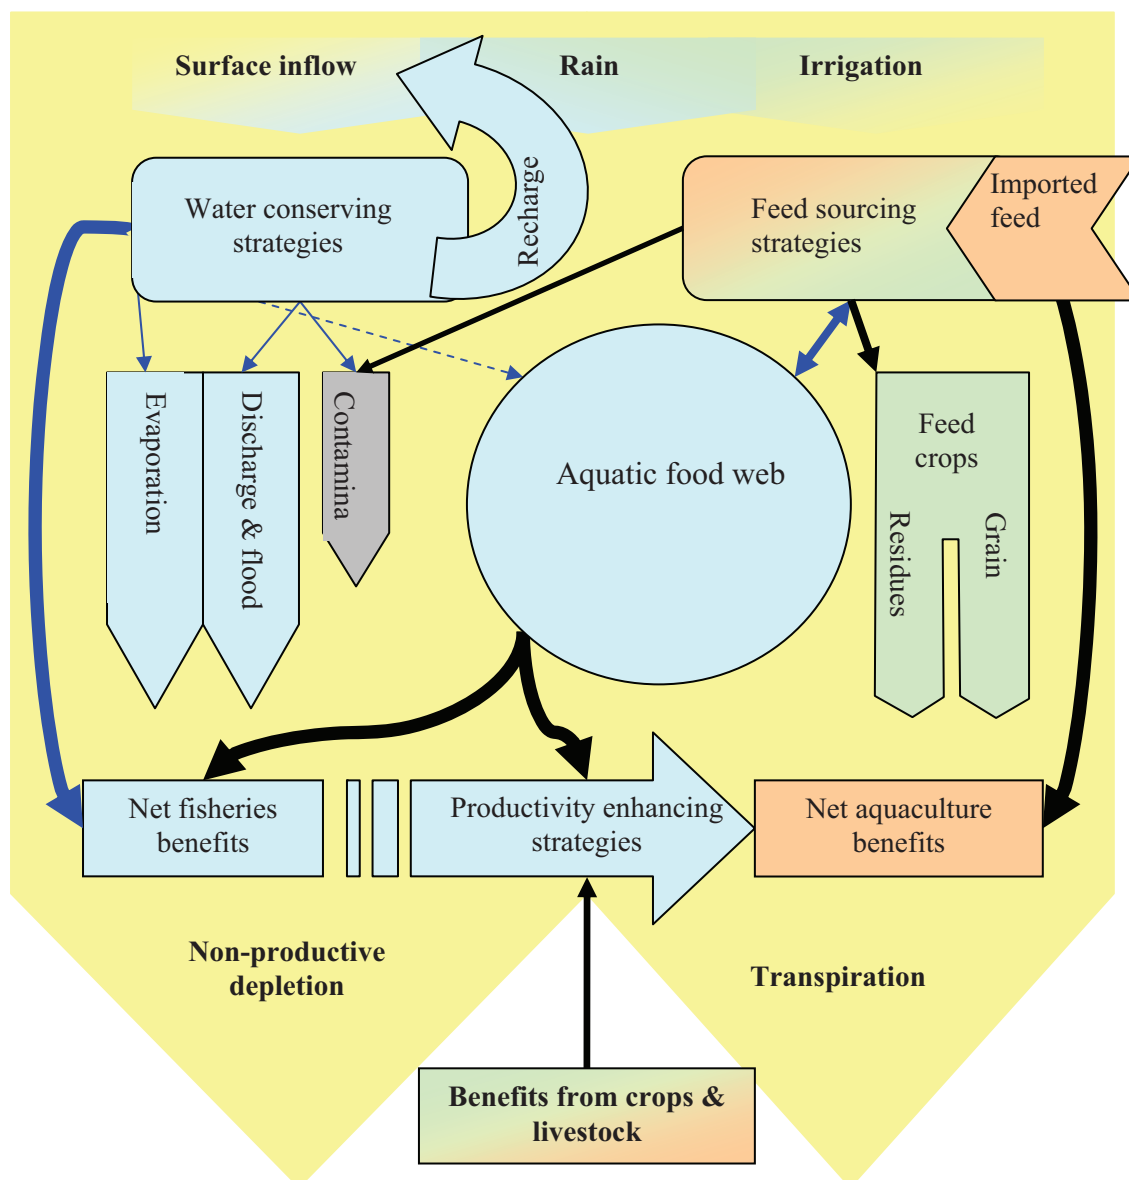 Surface inflow
Rain
Irrigation
Water conserving
strategies
Recharge
Feed sourcing
strategies
Imported
feed
Evaporation
Discharge & flood
Contamina
Aquatic food web
Feed
crops
Residues
Grain
Net fisheries
benefits
Productivity enhancing
strategies
Net aquaculture
benefits
Non-productive
depletion
Transpiration
Benefits from crops &
livestock